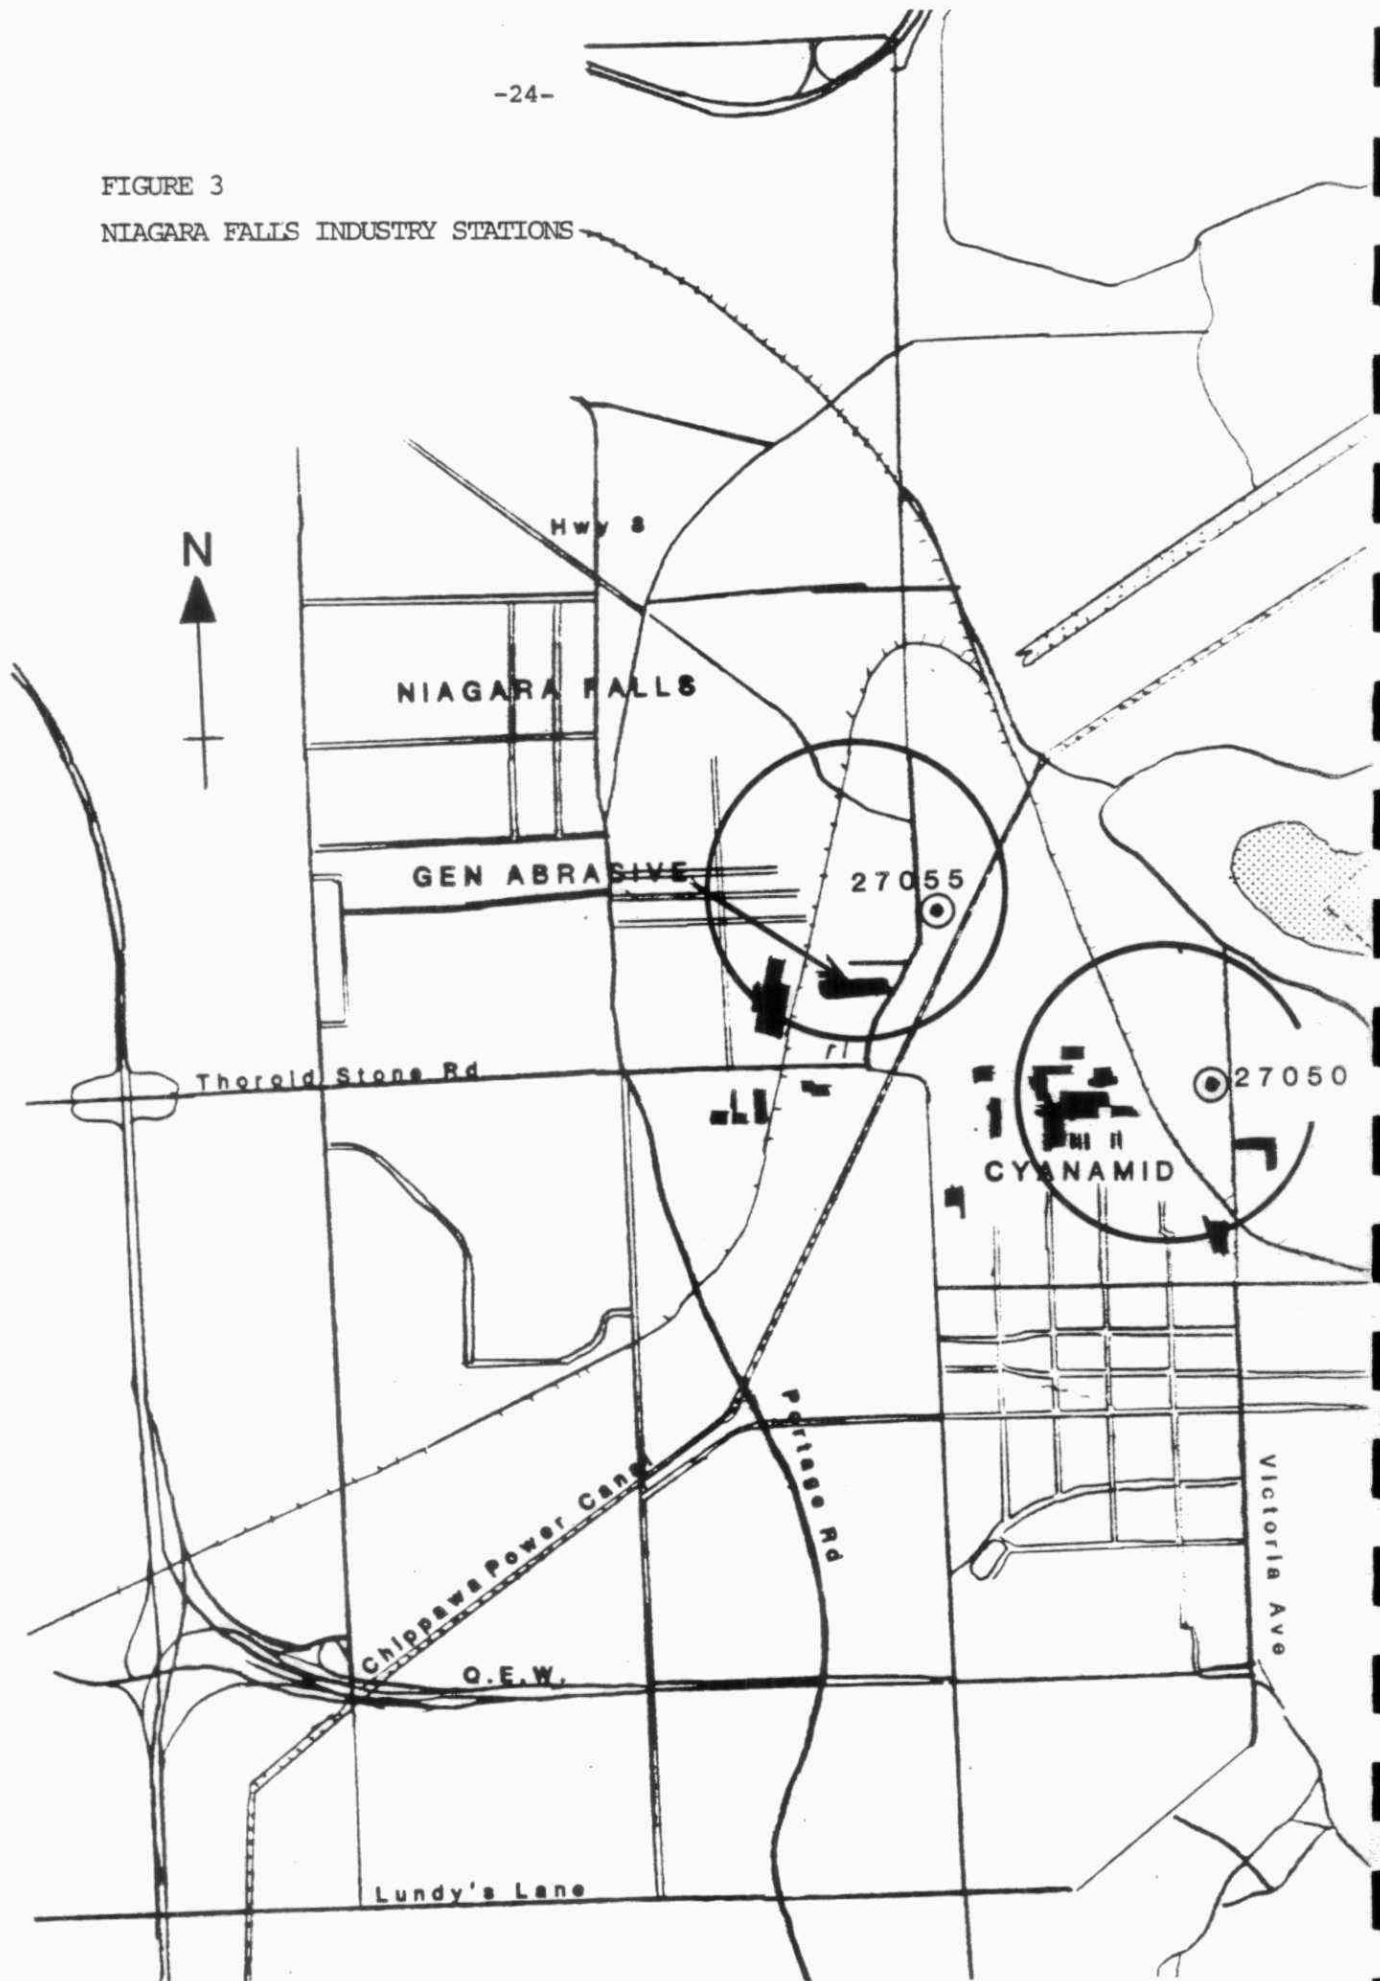 -24-
FIGURE 3
NIAGARA FALLS INDUSTRY STATIONS
Hwy 8
N
NIAGARA FALLS
GEN ABRASIVE
27055
Thorold Stone Rd
27050
CYANAMID
Portage Rd
Chippawa Power Canal
Victoria Ave
Q.E.W.
Lundy's Lane